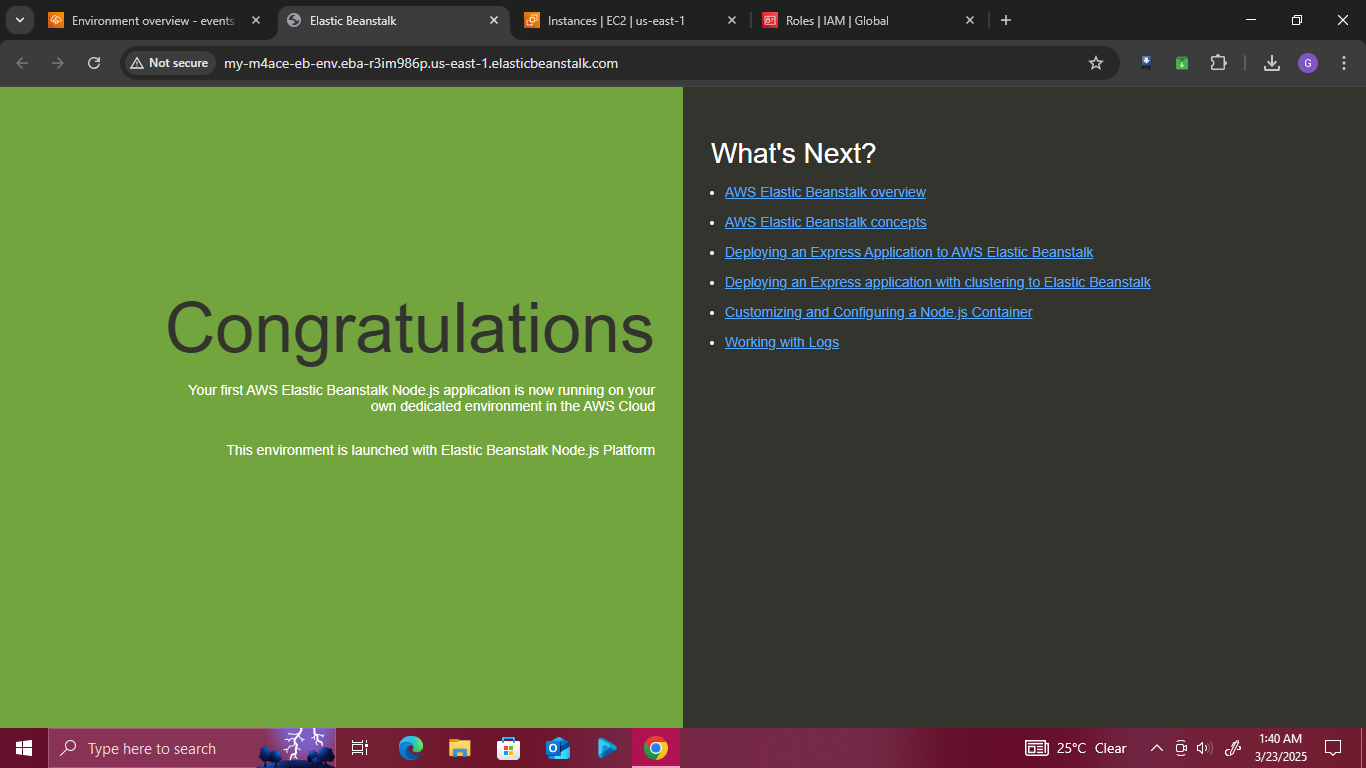 Environment overview - events
Elastic Beanstalk
Instances | EC2 | us-east-1
Roles | IAM | Global
Not secure
my-m4ace-eb-env.eba-r3im986p.us-east-1.elasticbeanstalk.com
G
Congratulations
Your first AWS Elastic Beanstalk Node.js application is now running on your
own dedicated environment in the AWS Cloud
This environment is launched with Elastic Beanstalk Node.js Platform
What's Next?
AWS Elastic Beanstalk overview
AWS Elastic Beanstalk concepts
Deploying an Express Application to AWS Elastic Beanstalk
Deploying an Express application with clustering to Elastic Beanstalk
Customizing and Configuring a Node.js Container
Working with Logs
Type here to search
25°C Clear
1:40 AM
3/23/2025